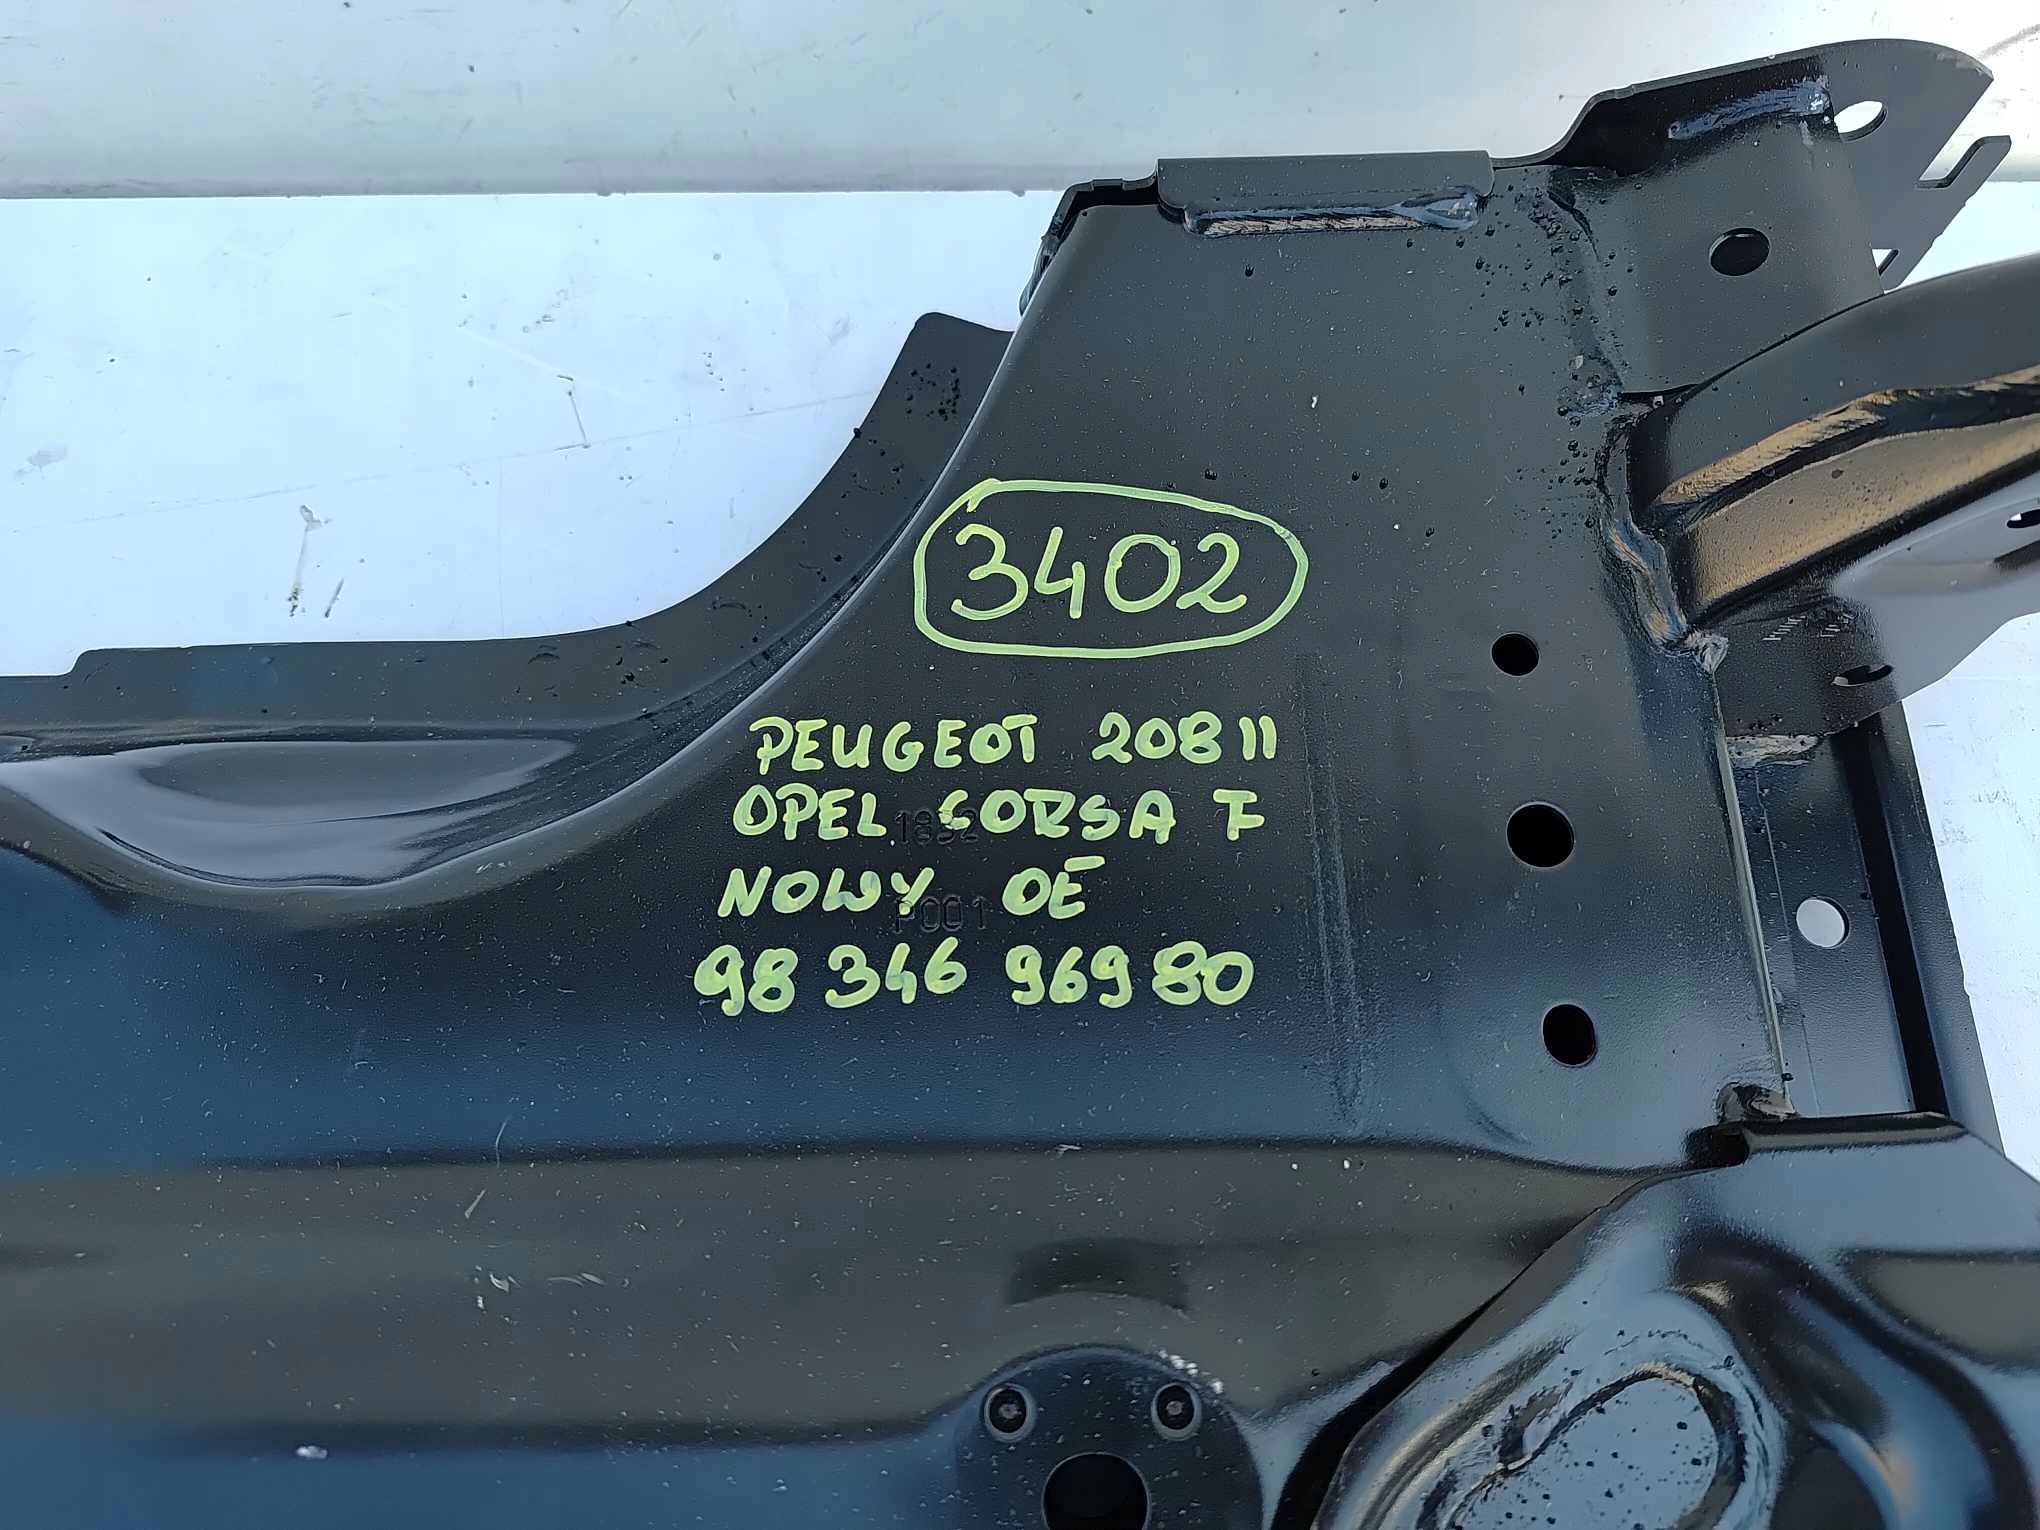 3402
PEUGEOT 208 II
OPEL CORSA F
NOWY OE
98 346 969 80